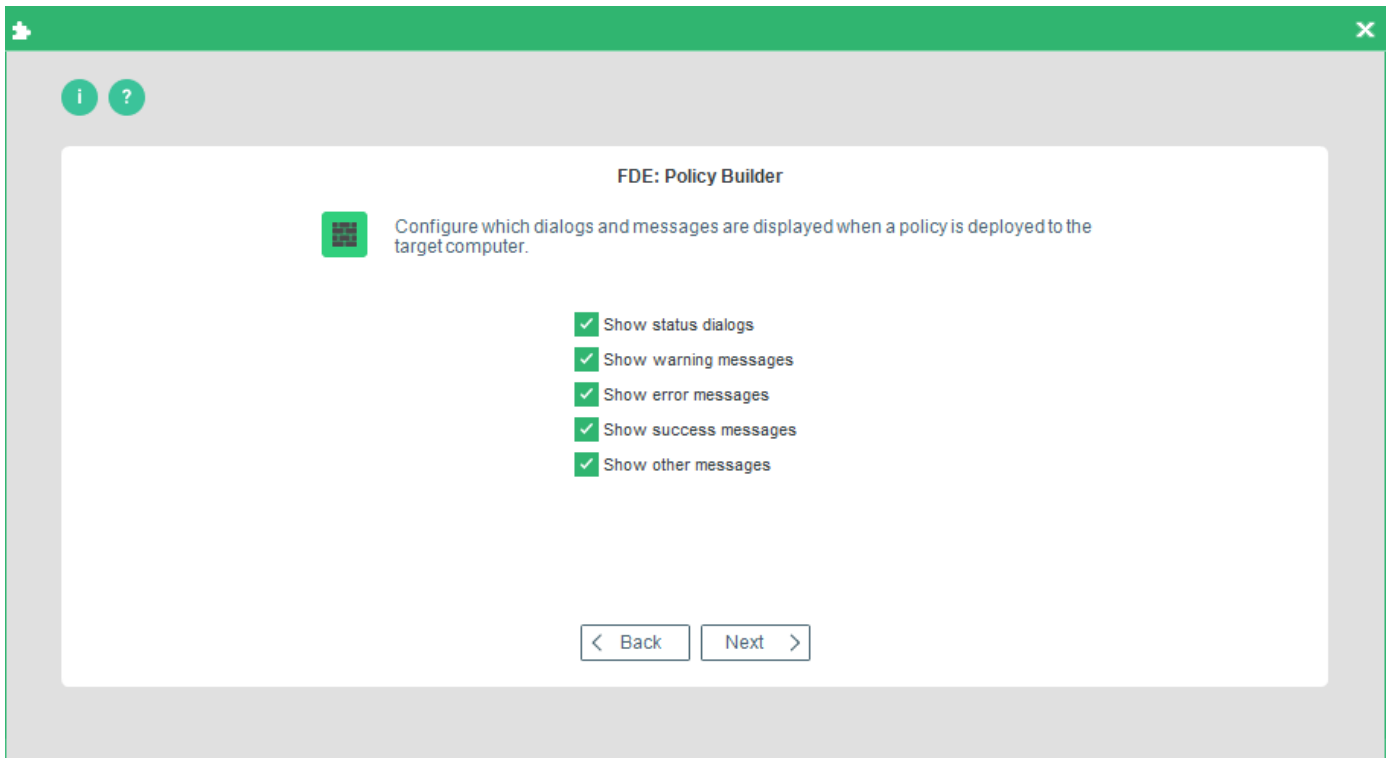 i ?
FDE: Policy Builder
Configure which dialogs and messages are displayed when a policy is deployed to the
target computer.
Show status dialogs
Show warning messages
Show error messages
Show success messages
Show other messages
Back Next